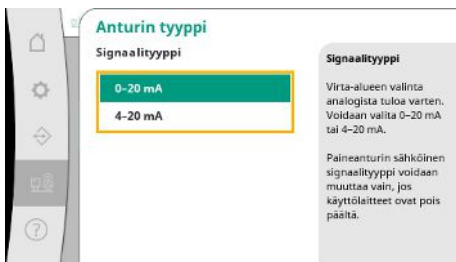 Anturin tyyppi
Signaalityyppi
0–20 mA
4–20 mA
Signaalityyppi
Virta-alueen valinta
analogista tuloa varten.
Voidaan valita 0–20 mA
tai 4–20 mA.
Paineanturin sähköinen
signaalityyppi voidaan
muuttaa vain, jos
käyttölaitteet ovat pois
päältä.
?